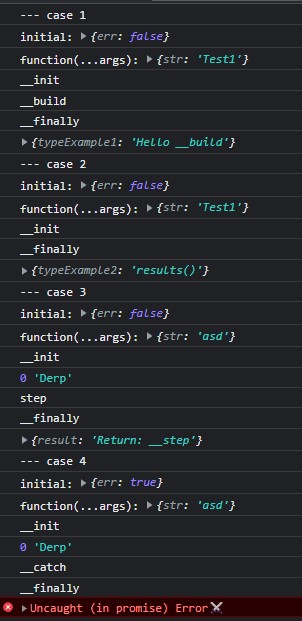 --- case 1
initial: ▶{err: false}
function(...args): ▶{str: 'Test1'}
__init
__build
__finally
▶{typeExample1: 'Hello __build'}
--- case 2
initial: ▶{err: false}
function(...args): ▶{str: 'Test1'}
__init
__finally
▶{typeExample2: 'results()'}
--- case 3
initial: ▶{err: false}
function(...args): ▶{str: 'asd'}
__init
0 'Derp'
step
__finally
▶{result: 'Return: __step'}
--- case 4
initial: ▶{err: true}
function(...args): ▶{str: 'asd'}
__init
0 'Derp'
__catch
__finally
▶Uncaught (in promise) Error⚔️